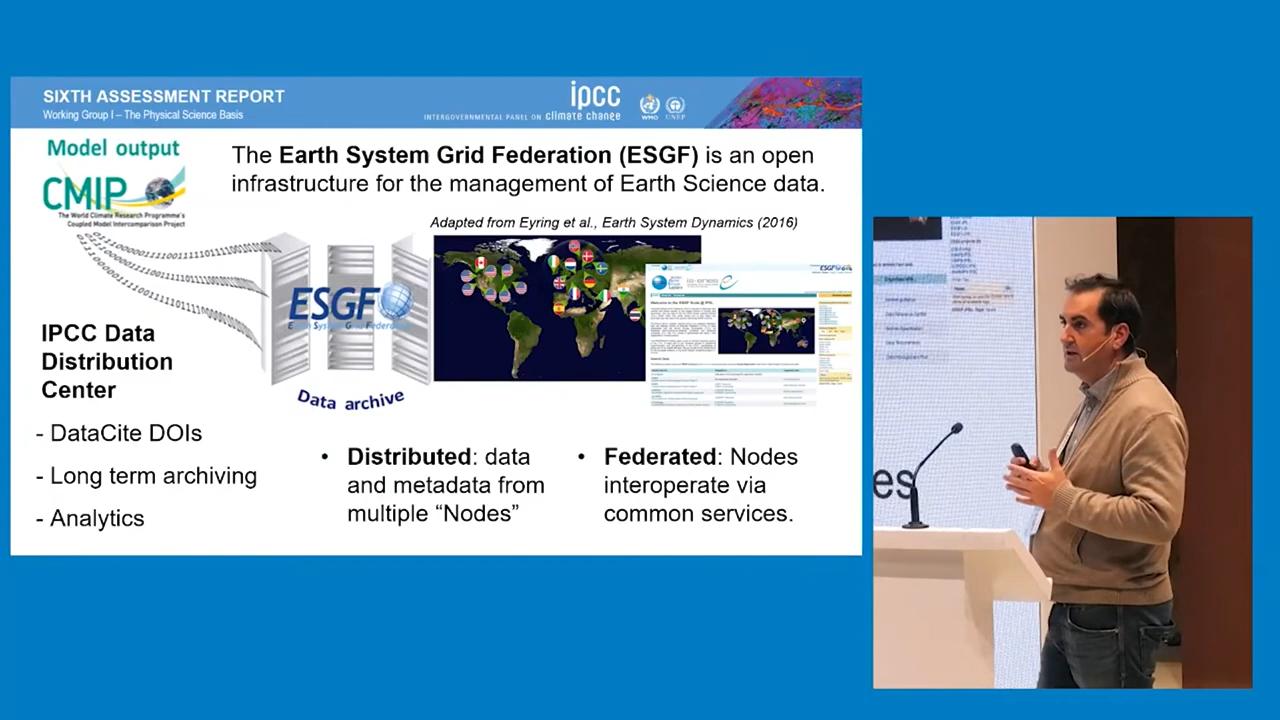 SIXTH ASSESSMENT REPORT
Working Group I – The Physical Science Basis
ipcc
INTERGOVERNMENTAL PANEL ON climate change
WMO
UNEP
Model output
CMIP
The World Climate Research Programme's
Coupled Model Intercomparison Project
The Earth System Grid Federation (ESGF) is an open
infrastructure for the management of Earth Science data.
Adapted from Eyring et al., Earth System Dynamics (2016)
ESGF
Earth System Grid Federation
Data archive
ESGF
IPCC Data
Distribution
Center
- DataCite DOIs
- Long term archiving
- Analytics
• Distributed: data
and metadata from
multiple “Nodes”
• Federated: Nodes
interoperate via
common services.
es